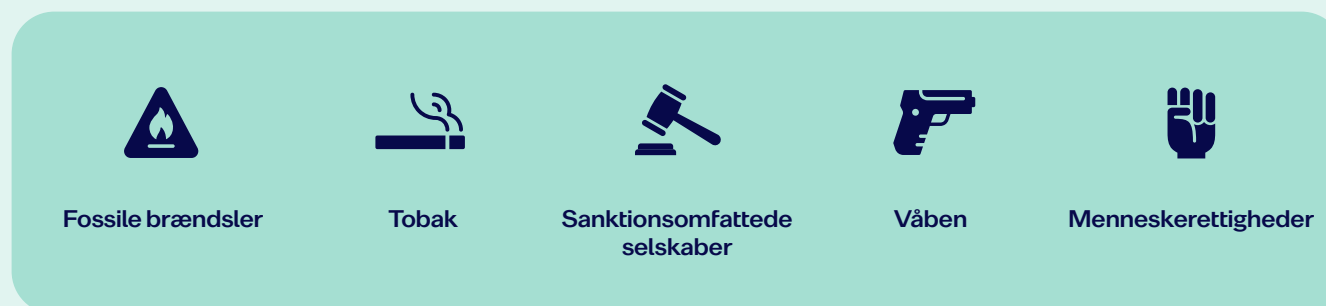 Fossile brændsler
Tobak
Sanktionsomfattede
selskaber
Våben
Menneskerettigheder